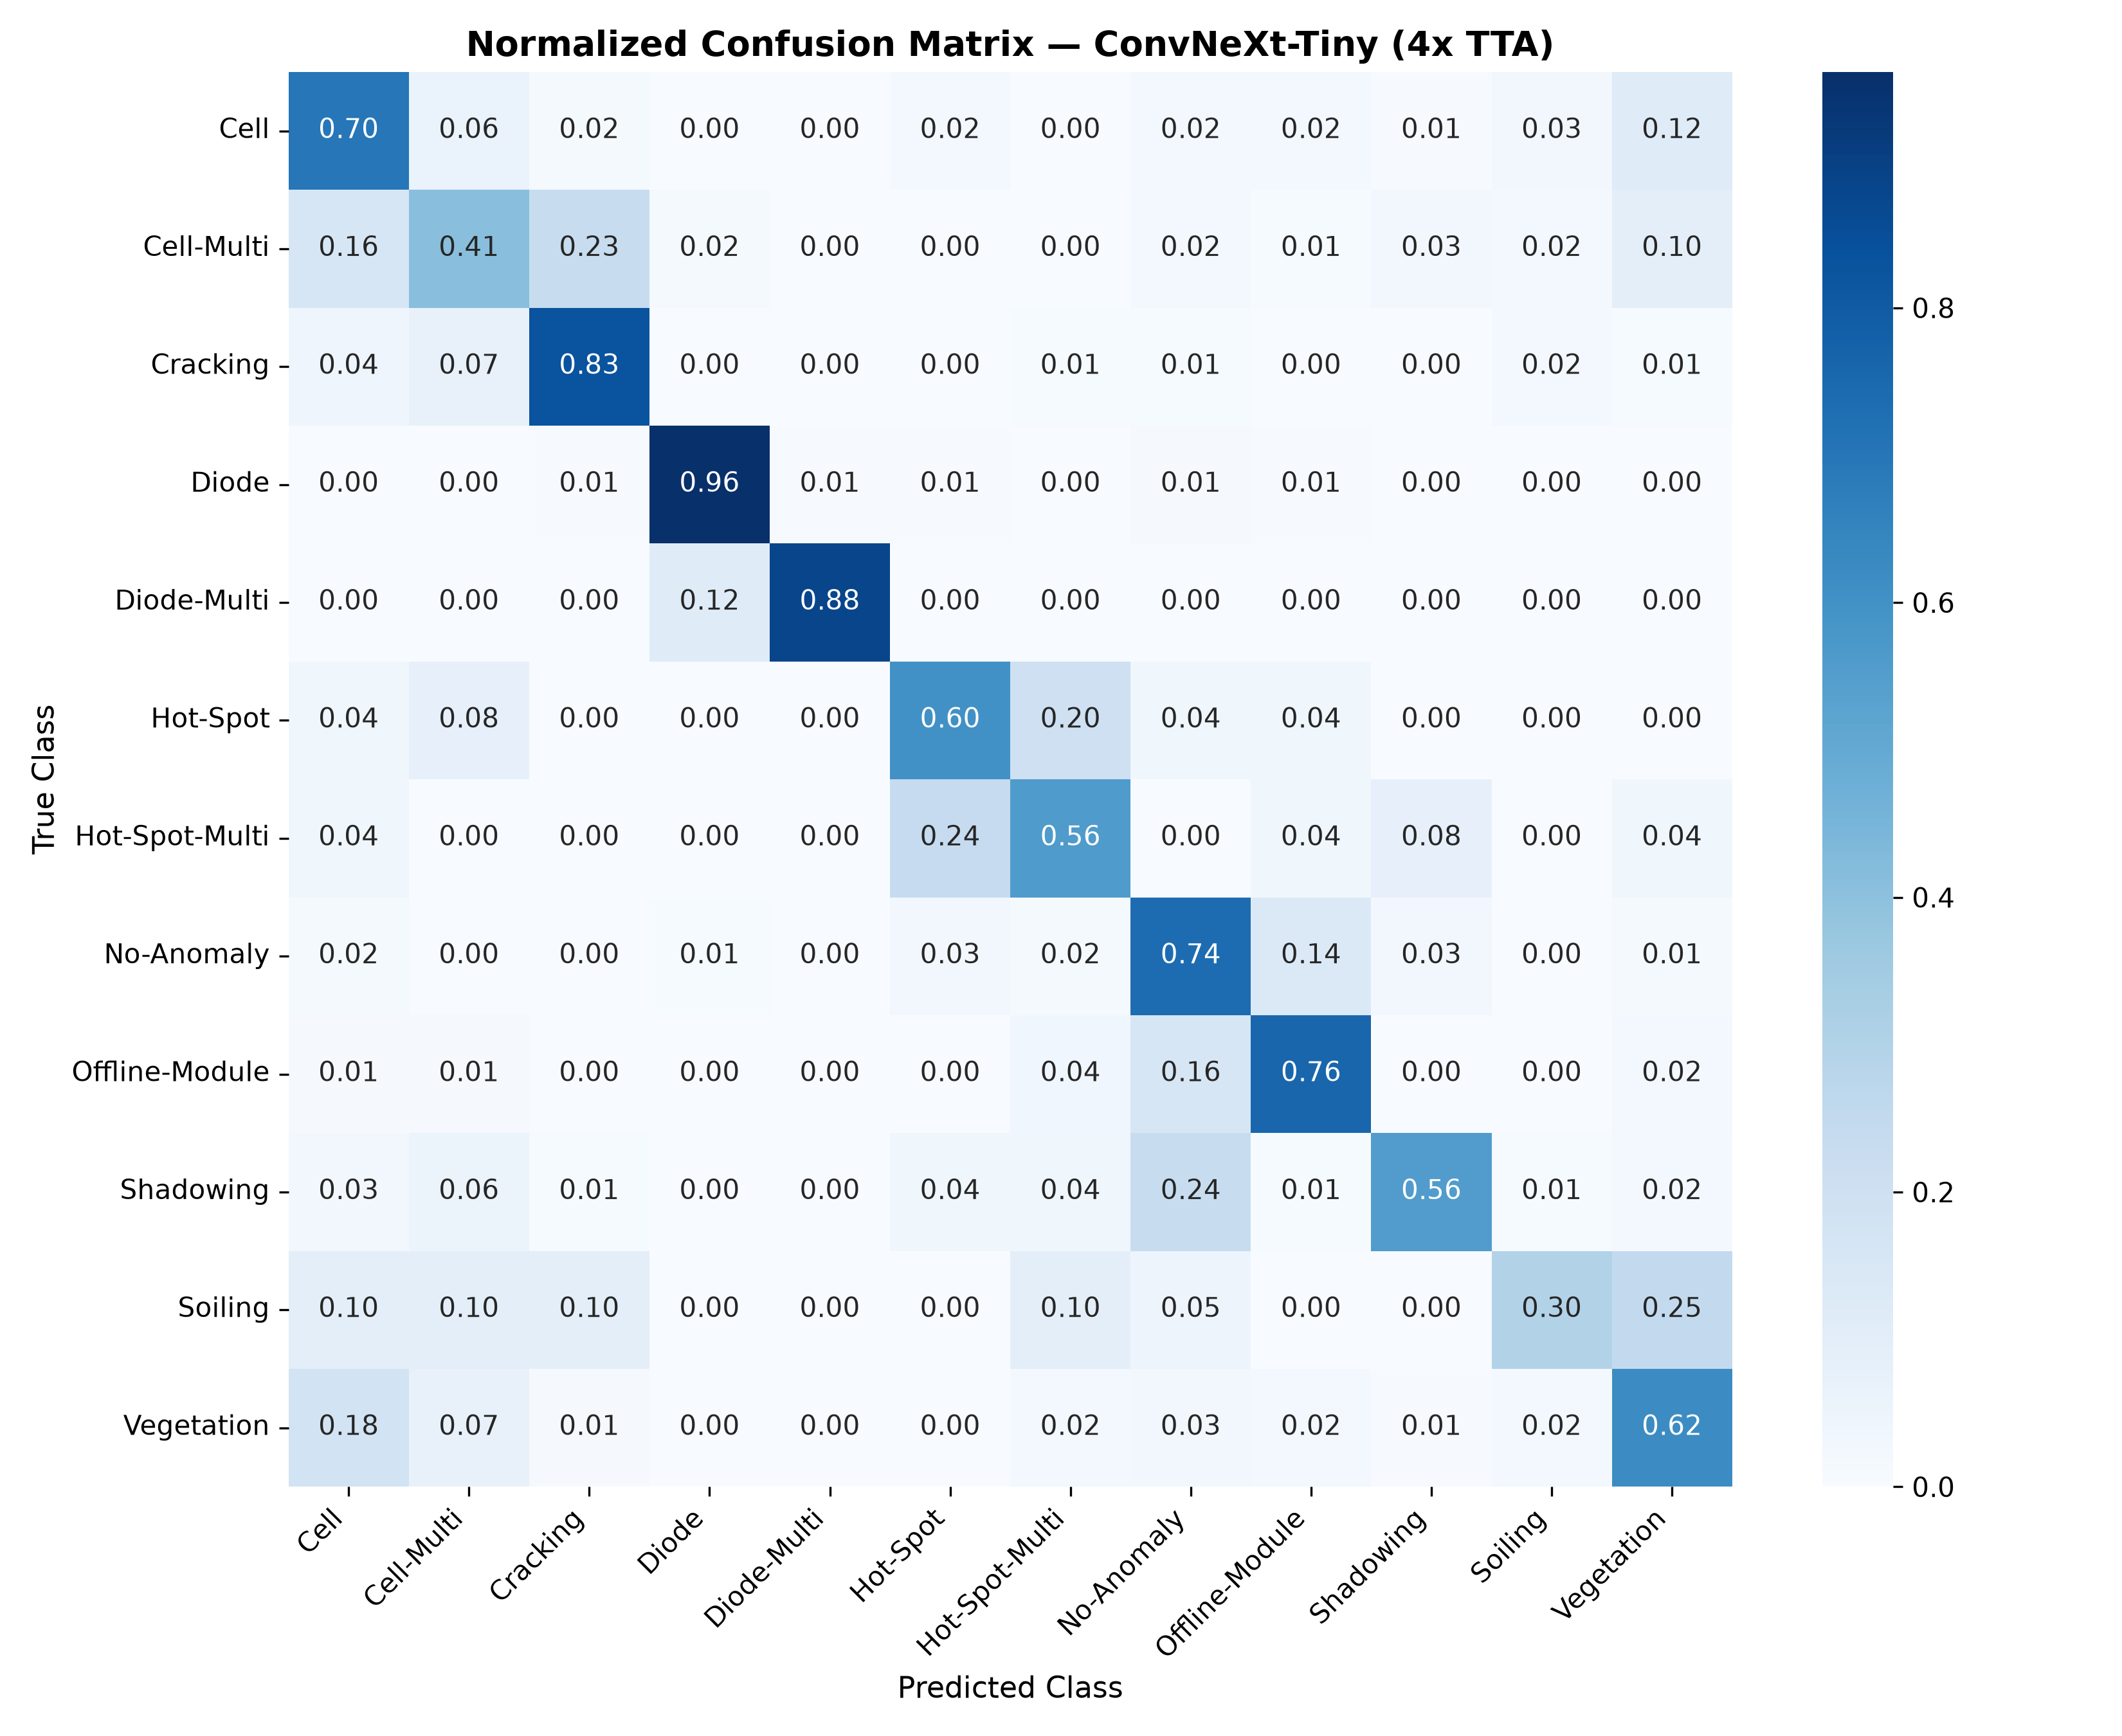 Normalized Confusion Matrix — ConvNeXt-Tiny (4x TTA)
True Class
Cell 0.70 0.06 0.02 0.00 0.00 0.02 0.00 0.02 0.02 0.01 0.03 0.12
Cell-Multi 0.16 0.41 0.23 0.02 0.00 0.00 0.00 0.02 0.01 0.03 0.02 0.10
Cracking 0.04 0.07 0.83 0.00 0.00 0.00 0.01 0.01 0.00 0.00 0.02 0.01
Diode 0.00 0.00 0.01 0.96 0.01 0.01 0.00 0.01 0.01 0.00 0.00 0.00
Diode-Multi 0.00 0.00 0.00 0.12 0.88 0.00 0.00 0.00 0.00 0.00 0.00 0.00
Hot-Spot 0.04 0.08 0.00 0.00 0.00 0.60 0.20 0.04 0.04 0.00 0.00 0.00
Hot-Spot-Multi 0.04 0.00 0.00 0.00 0.00 0.24 0.56 0.00 0.04 0.08 0.00 0.04
No-Anomaly 0.02 0.00 0.00 0.01 0.00 0.03 0.02 0.74 0.14 0.03 0.00 0.01
Offline-Module 0.01 0.01 0.00 0.00 0.00 0.00 0.04 0.16 0.76 0.00 0.00 0.02
Shadowing 0.03 0.06 0.01 0.00 0.00 0.04 0.04 0.24 0.01 0.56 0.01 0.02
Soiling 0.10 0.10 0.10 0.00 0.00 0.00 0.10 0.05 0.00 0.00 0.30 0.25
Vegetation 0.18 0.07 0.01 0.00 0.00 0.00 0.02 0.03 0.02 0.01 0.02 0.62
Cell Cell-Multi Cracking Diode Diode-Multi Hot-Spot Hot-Spot-Multi No-Anomaly Offline-Module Shadowing Soiling Vegetation
Predicted Class
0.8
0.6
0.4
0.2
0.0